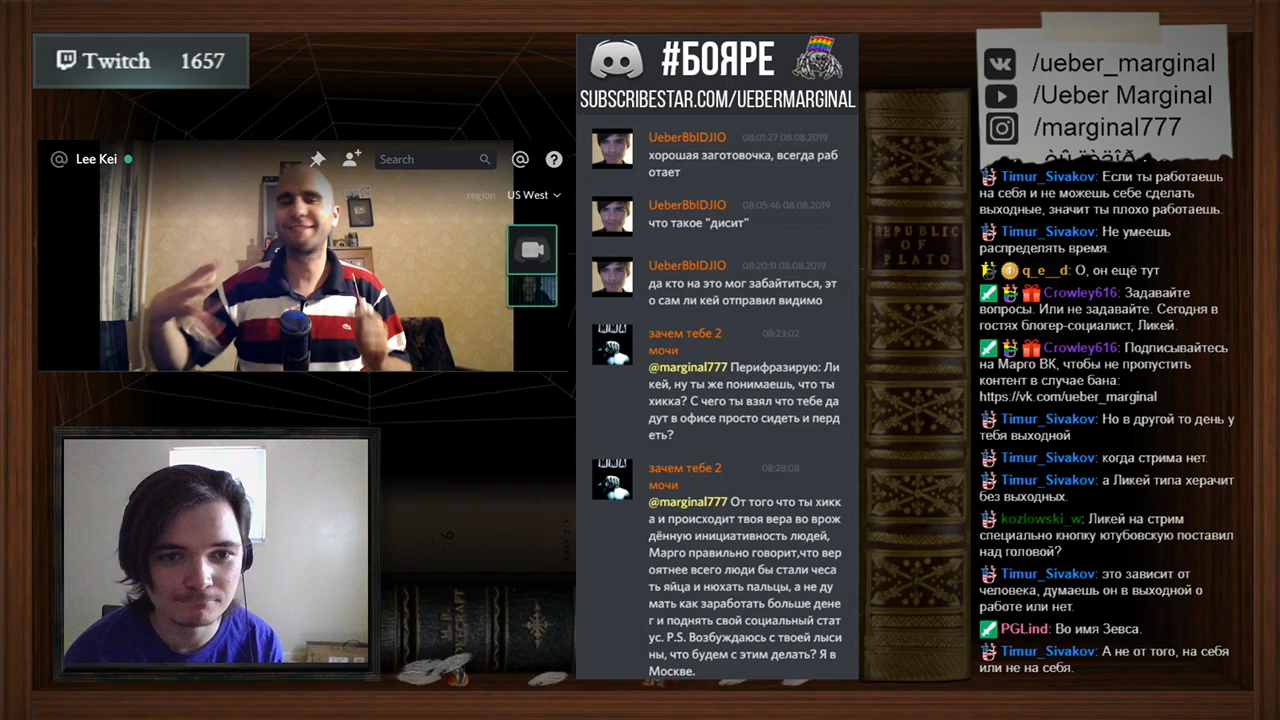 Twitch 1657
Lee Kei
Search
region US West
#БОЯРЕ
SUBSCRIBESTAR.COM/UEBERMARGINAL
UeberBbIDJIO 08:01:27 08.08.2019
хорошая заготовочка, всегда раб
отает
UeberBbIDJIO 08:05:46 08.08.2019
что такое "дисит"
UeberBbIDJIO 08:20:11 08.08.2019
да кто на это мог забайтиться, эт
о сам ли кей отправил видимо
зачем тебе 2 08:23:02
мочи
@marginal777 Перифразирую: Ли
кей, ну ты же понимаешь, что ты
хикка? С чего ты взял что тебе да
дут в офисе просто сидеть и перд
еть?
зачем тебе 2 08:28:08
мочи
@marginal777 От того что ты хикк
а и происходит твоя вера во врож
дённую инициативность людей,
Марго правильно говорит,что вер
оятнее всего люди бы стали чеса
ть яйца и нюхать пальцы, а не ду
мать как заработать больше дене
г и поднять свой социальный стат
ус. P.S. Возбуждаюсь с твоей лыси
ны, что будем с этим делать? Я в
Москве.
REPUBLIC
OF
PLATO
/ueber_marginal
/Ueber Marginal
/marginal777
Timur_Sivakov: Если ты работаешь
на себя и не можешь себе сделать
выходные, значит ты плохо работаешь.
Timur_Sivakov: Не умеешь
распределять время.
q_e__d: О, он ещё тут
Crowley616: Задавайте
вопросы. Или не задавайте. Сегодня в
гостях блогер-социалист, Ликей.
Crowley616: Подписывайтесь
на Марго ВК, чтобы не пропустить
контент в случае бана:
https://vk.com/ueber_marginal
Timur_Sivakov: Но в другой то день у
тебя выходной
Timur_Sivakov: когда стрима нет.
Timur_Sivakov: а Ликей типа херачит
без выходных.
kozlowski_w: Ликей на стрим
специально кнопку ютубовскую поставил
над головой?
Timur_Sivakov: это зависит от
человека, думаешь он в выходной о
работе или нет.
PGLind: Во имя Зевса.
Timur_Sivakov: А не от того, на себя
или не на себя.